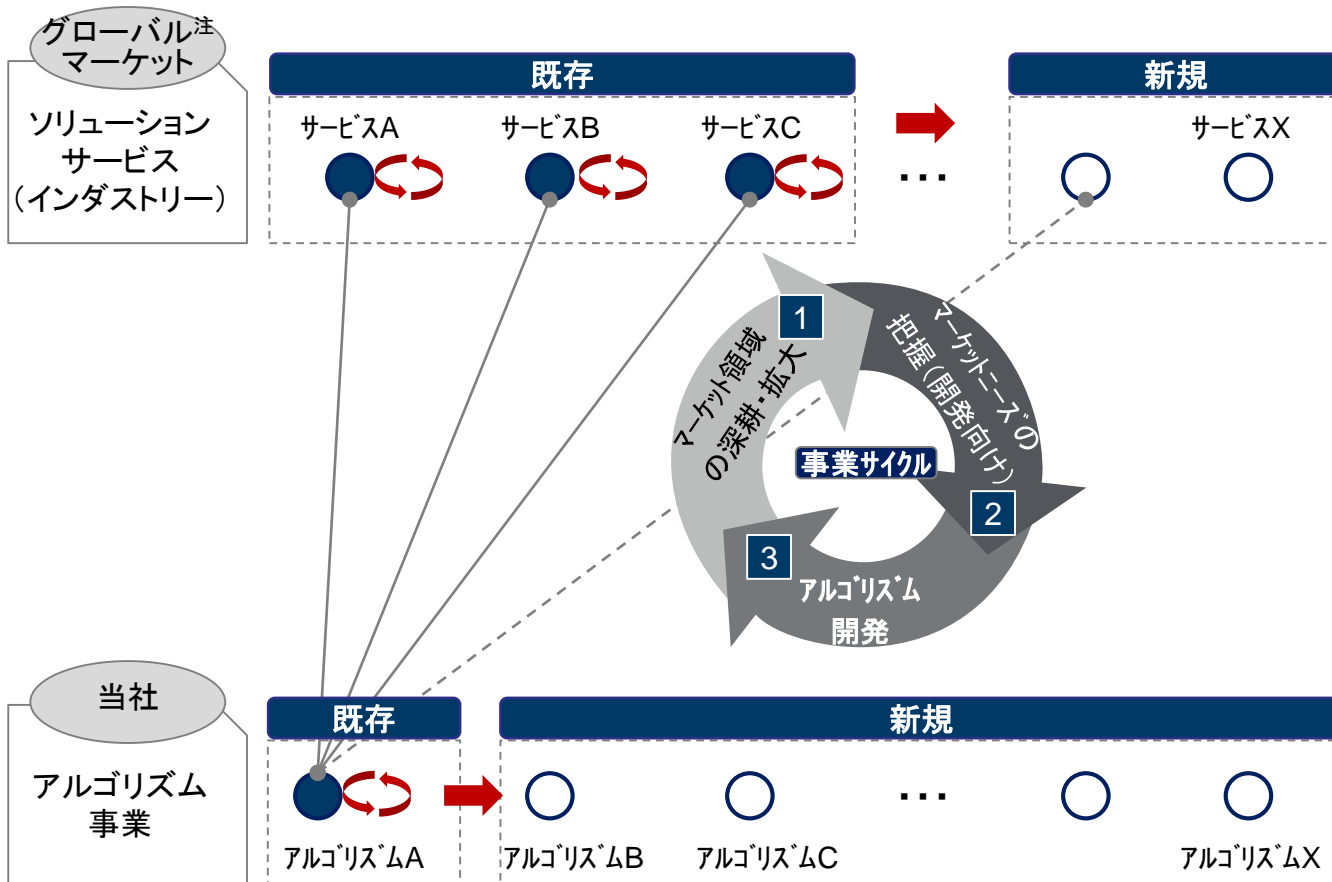 グローバル注
マーケット
ソリューション
サービス
（インダストリー）
既存
新規
サービスA
サービスB
サービスC
・・・
サービスX
1
マーケット領域
の深耕・拡大
マーケットニーズの
把握（開発向け）
2
事業サイクル
3
アルゴリズム
開発
当社
アルゴリズム
事業
既存
新規
・・・
アルゴリズムA
アルゴリズムB
アルゴリズムC
アルゴリズムX